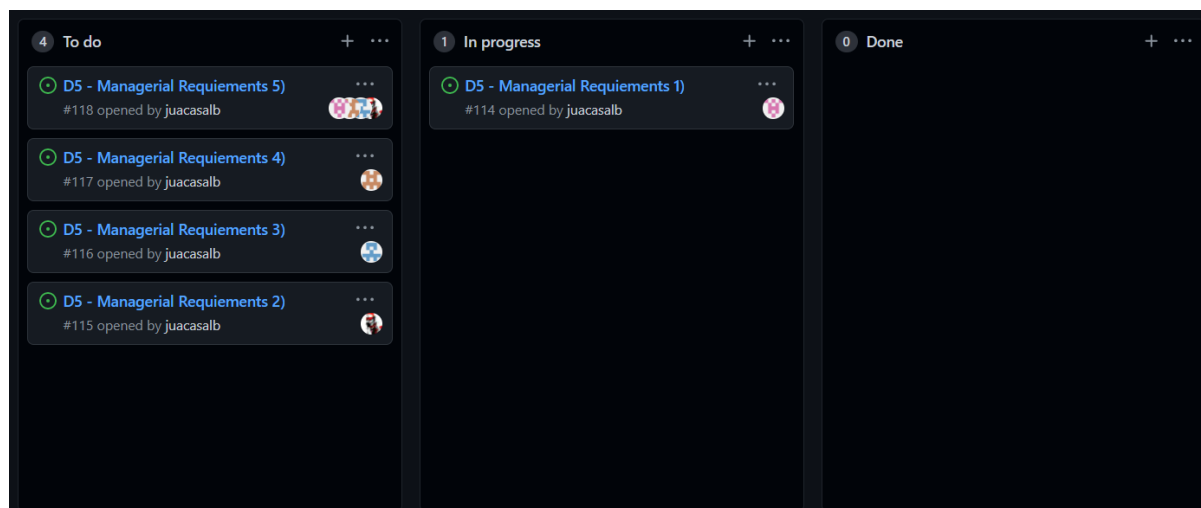 4 To do
D5 - Managerial Requiements 5)
#118 opened by juacasalb
D5 - Managerial Requiements 4)
#117 opened by juacasalb
D5 - Managerial Requiements 3)
#116 opened by juacasalb
D5 - Managerial Requiements 2)
#115 opened by juacasalb
1 In progress
D5 - Managerial Requiements 1)
#114 opened by juacasalb
0 Done